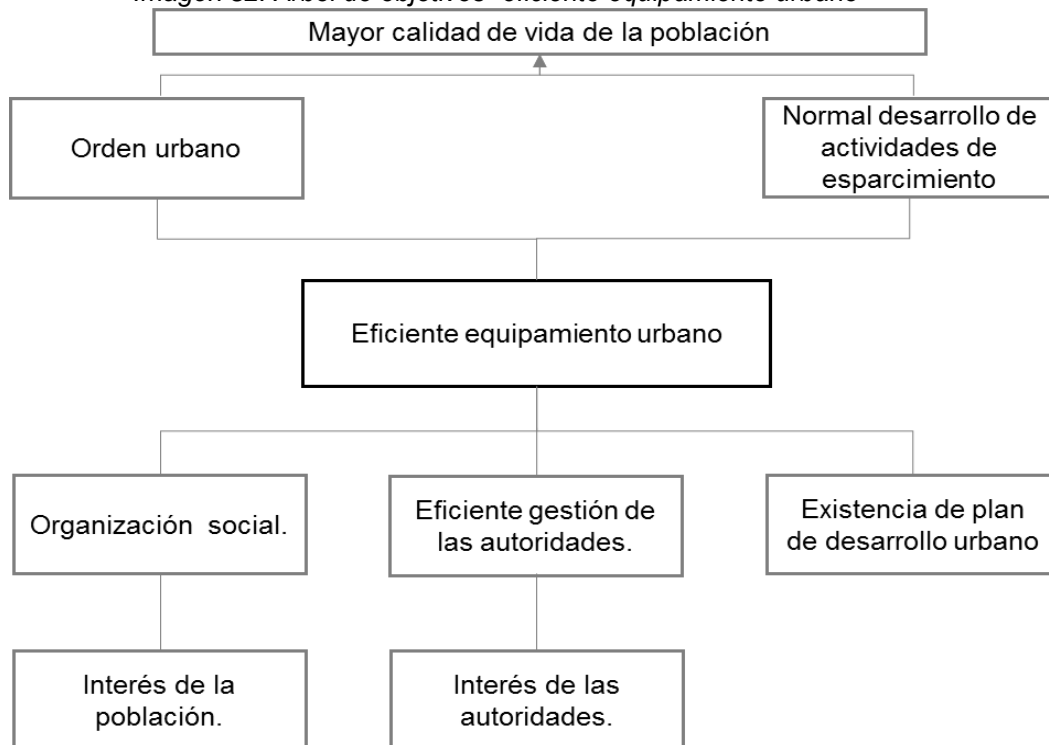 Mayor calidad de vida de la población
Orden urbano
Normal desarrollo de
actividades de
esparcimiento
Eficiente equipamiento urbano
Organización social.
Eficiente gestión de
las autoridades.
Existencia de plan
de desarrollo urbano
Interés de la
población.
Interés de las
autoridades.